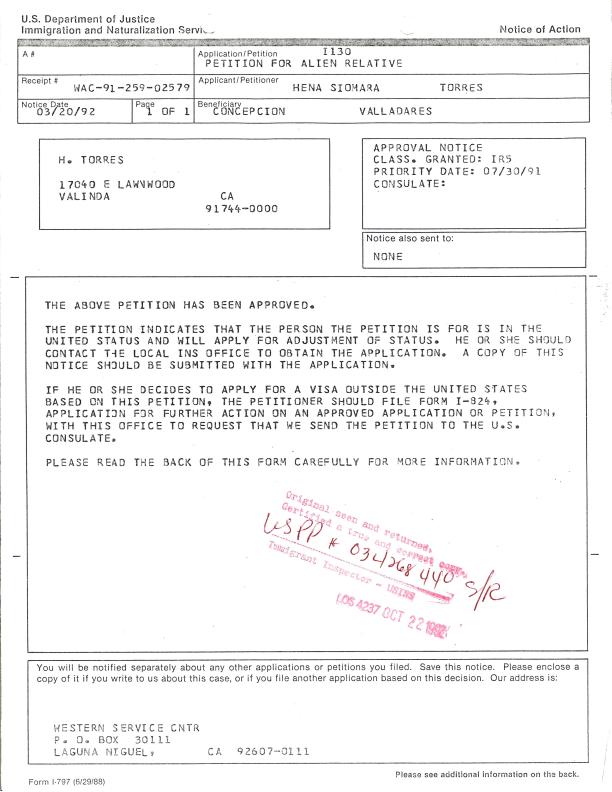 U.S. Department of Justice
Immigration and Naturalization
Notice of Action
A #
Application/Petition I130
PETITION FOR ALIEN RELATIVE
Receipt #
WAC-91-259-02579
Applicant/Petitioner
HENA SIOMARA TORRES
Notice Date
03/20/92
Page
1 OF 1
Beneficiary
CONCEPCION VALLADARES
H. TORRES
17040 E LAWNWOOD
VALINDA CA
91744-0000
APPROVAL NOTICE
CLASS. GRANTED: IR5
PRIORITY DATE: 07/30/91
CONSULATE:
Notice also sent to:
NONE
THE ABOVE PETITION HAS BEEN APPROVED.
THE PETITION INDICATES THAT THE PERSON THE PETITION IS FOR IS IN THE
UNITED STATUS AND WILL APPLY FOR ADJUSTMENT OF STATUS. HE OR SHE SHOULD
CONTACT THE LOCAL INS OFFICE TO OBTAIN THE APPLICATION. A COPY OF THIS
NOTICE SHOULD BE SUBMITTED WITH THE APPLICATION.
IF HE OR SHE DECIDES TO APPLY FOR A VISA OUTSIDE THE UNITED STATES
BASED ON THIS PETITION, THE PETITIONER SHOULD FILE FORM I-824,
APPLICATION FOR FURTHER ACTION ON AN APPROVED APPLICATION OR PETITION,
WITH THIS OFFICE TO REQUEST THAT WE SEND THE PETITION TO THE U.S.
CONSULATE.
PLEASE READ THE BACK OF THIS FORM CAREFULLY FOR MORE INFORMATION.
Original seen and returned,
Certified a true and correct copy.
USPP # 034268440 S/R
Immigrant Inspector - USINS
LOS 4237 OCT 22
You will be notified separately about any other applications or petitions you filed. Save this notice. Please enclose a
copy of it if you write to us about this case, or if you file another application based on this decision. Our address is:
WESTERN SERVICE CNTR
P. O. BOX 30111
LAGUNA NIGUEL, CA 92607-0111
Form I-797 (6/29/88)
Please see additional information on the back.